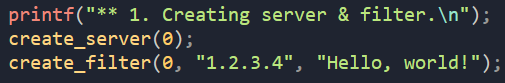 printf("** 1. Creating server & filter.\n");
create_server(0);
create_filter(0, "1.2.3.4", "Hello, world!");